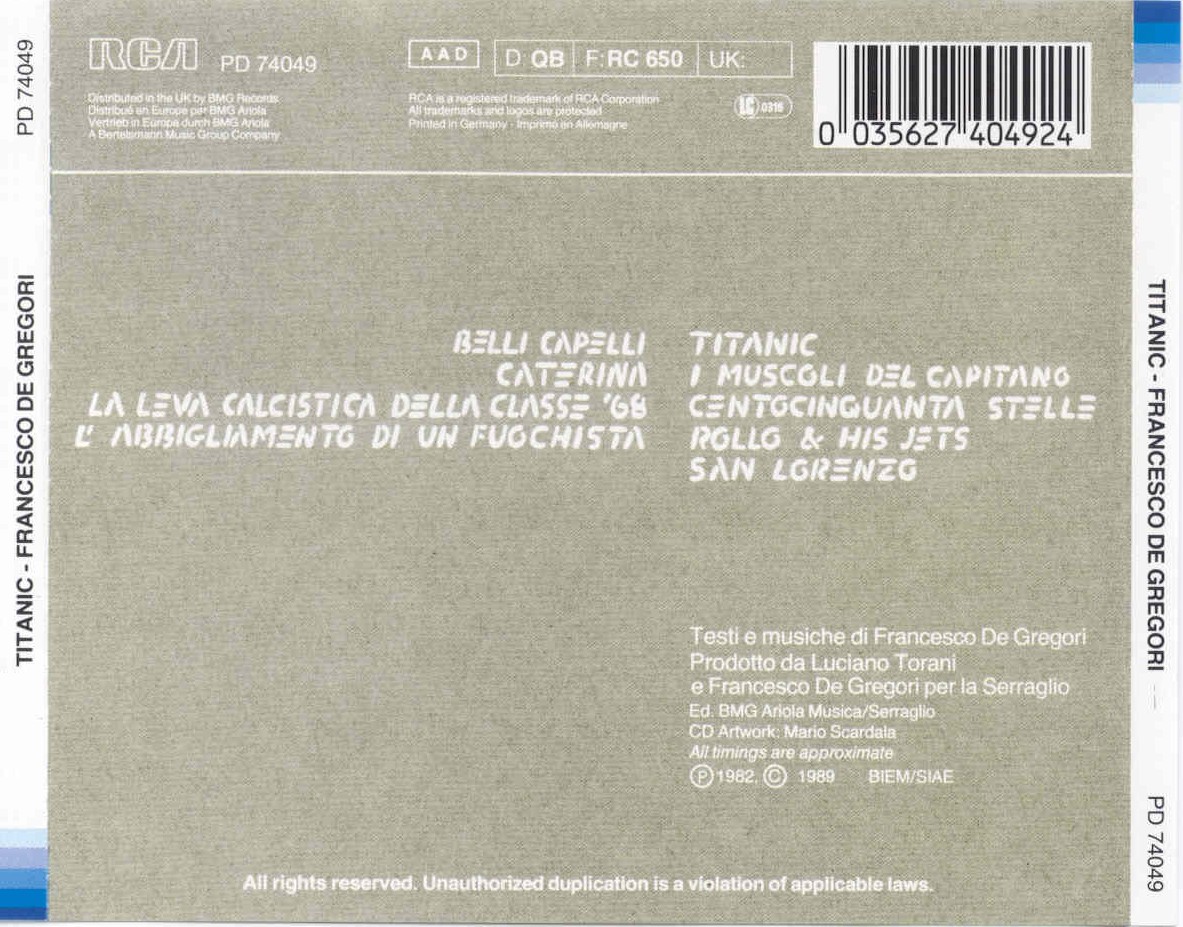 RCA PD 74049
AAD
D QB F:RC 650 UK:
Distributed in the UK by BMG Records
Distribué en Europe par BMG Ariola
Vertrieb in Europa durch BMG Ariola
A Bertelsmann Music Group Company
RCA is a registered trademark of RCA Corporation
All trademarks and logos are protected
Printed in Germany - Imprimé en Allemagne
LC 0316
0 035627 404924
PD 74049
TITANIC - FRANCESCO DE GREGORI
BELLI CAPELLI
CATERINA
LA LEVA CALCISTICA DELLA CLASSE '68
L' ABBIGLIAMENTO DI UN FUOCHISTA
TITANIC
I MUSCOLI DEL CAPITANO
CENTOCINQUANTA STELLE
ROLLO & HIS JETS
SAN LORENZO
Testi e musiche di Francesco De Gregori
Prodotto da Luciano Torani
e Francesco De Gregori per la Serraglio
Ed. BMG Ariola Musica/Serraglio
CD Artwork: Mario Scardala
All timings are approximate
Ⓟ 1982, © 1989 BIEM/SIAE
All rights reserved. Unauthorized duplication is a violation of applicable laws.
TITANIC - FRANCESCO DE GREGORI
PD 74049